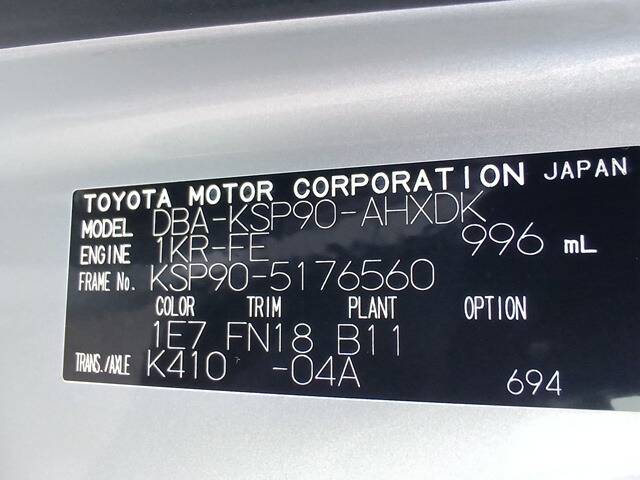 TOYOTA MOTOR CORPORATION JAPAN
MODEL DBA-KSP90-AHXDK
ENGINE 1KR-FE 996 mL
FRAME No. KSP90-5176560
COLOR TRIM PLANT OPTION
1E7 FN18 B11
TRANS./AXLE K410 -04A
694